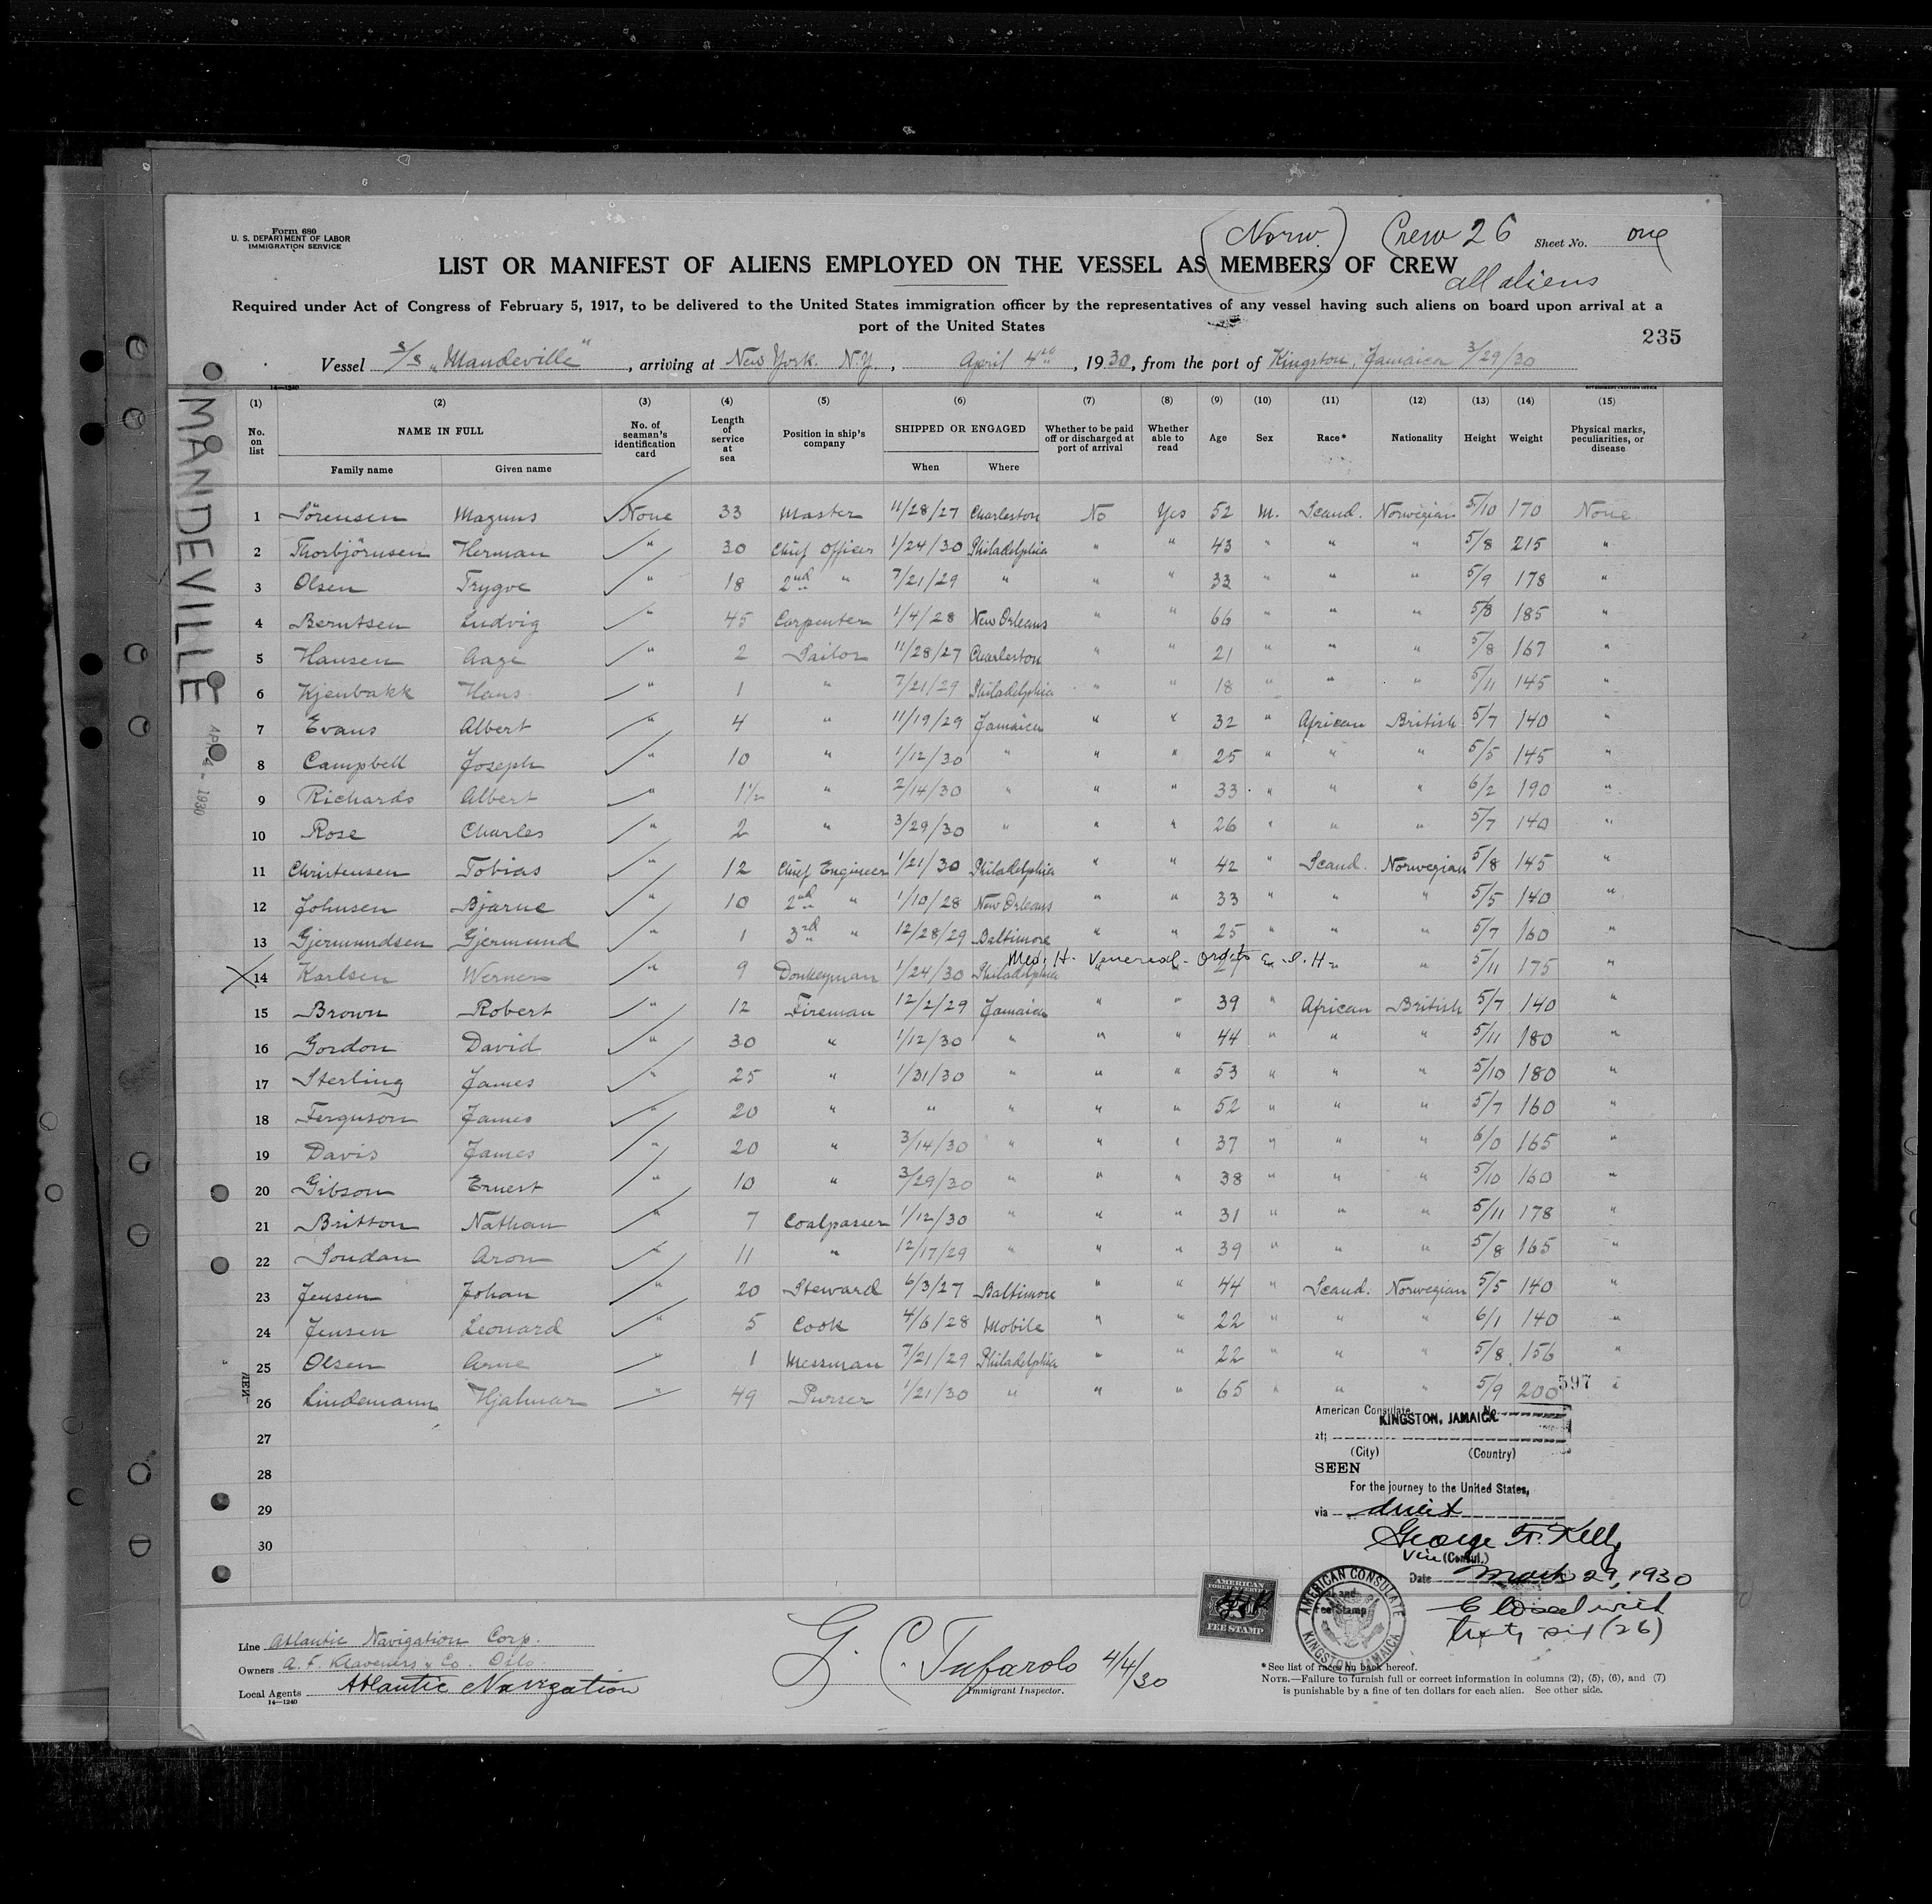 Form 680
U. S. DEPARTMENT OF LABOR
IMMIGRATION SERVICE
(Norw.) Crew 26 Sheet No. one
LIST OR MANIFEST OF ALIENS EMPLOYED ON THE VESSEL AS MEMBERS OF CREW
all aliens
Required under Act of Congress of February 5, 1917, to be delivered to the United States immigration officer by the representatives of any vessel having such aliens on board upon arrival at a
port of the United States
235
Vessel S/S "Mandeville", arriving at New York. N.Y., April 4th, 1930, from the port of Kingston, Jamaica 3/29/30
14—1240
MANDEVILLE
APR 4 - 1930
(1) (2) (3) (4) (5) (6) (7) (8) (9) (10) (11) (12) (13) (14) (15)
No. on list NAME IN FULL No. of seaman's identification card Length of service at sea Position in ship's company SHIPPED OR ENGAGED Whether to be paid off or discharged at port of arrival Whether able to read Age Sex Race* Nationality Height Weight Physical marks, peculiarities, or disease
Family name Given name When Where
1 Sörensen Magnus None 33 Master 11/28/27 Charleston No Yes 52 M. Scand. Norwegian 5/10 170 None
2 Thorbjörnsen Herman " 30 Chief Officer 1/24/30 Philadelphia " " 43 " " " 5/8 215 "
3 Olsen Trygve " 18 2nd " 7/21/29 " " " 33 " " " 5/9 178 "
4 Berntsen Ludvig " 45 Carpenter 1/4/28 New Orleans " " 66 " " " 5/8 185 "
5 Hansen Aage " 2 Sailor 11/28/27 Charleston " " 21 " " " 5/8 167 "
6 Kjenbakk Hans " 1 " 7/21/29 Philadelphia " " 18 " " " 5/11 145 "
7 Evans Albert " 4 " 11/19/29 Jamaica " " 32 " African British 5/7 140 "
8 Campbell Joseph " 10 " 1/12/30 " " " 25 " " " 5/5 145 "
9 Richards Albert " 1 1/2 " 2/14/30 " " " 33 " " " 6/2 190 "
10 Rose Charles " 2 " 3/29/30 " " " 26 " " " 5/7 140 "
11 Christensen Tobias " 12 Chief Engineer 1/21/30 Philadelphia " " 42 " Scand. Norwegian 5/8 145 "
12 Johnsen Bjarne " 10 2nd " 1/10/28 New Orleans " " 33 " " " 5/5 140 "
13 Gjermundsen Gjermund " 1 3rd " 12/28/29 Baltimore " " 25 " " " 5/7 160 "
Med. H. Venereal
14 Karlsen Werner " 9 Donkeyman 1/24/30 Philadelphia 5/11 175 "
15 Brown Robert " 12 Fireman 12/2/29 Jamaica " " 39 " African British 5/7 140 "
16 Gordon David " 30 " 1/12/30 " " " 44 " " " 5/11 180 "
17 Sterling James " 25 " 1/31/30 " " " 53 " " " 5/10 180 "
18 Ferguson James " 20 " " " " " 52 " " " 5/7 160 "
19 Davis James " 20 " 3/14/30 " " " 37 " " " 6/0 165 "
20 Gibson Ernest " 10 " 3/29/30 " " " 38 " " " 5/10 160 "
21 Britton Nathan " 7 Coalpasser 1/12/30 " " " 31 " " " 5/11 178 "
22 Soudan Aron " 11 " 12/17/29 " " " 39 " " " 5/8 165 "
23 Jensen Johan " 20 Steward 6/3/27 Baltimore " " 44 " Scand. Norwegian 5/5 140 "
24 Jensen Leonard " 5 Cook 4/6/28 Mobile " " 22 " " " 6/1 140 "
25 Olsen Arne " 1 Messman 7/21/29 Philadelphia " " 22 " " " 5/8 156 "
26 Lindemann Hjalmar " 49 Purser 1/21/30 " " " 65 " " " 5/9 200 "
27
28
29
30
597
American Consulate No.
KINGSTON, JAMAICA
at;
(City) (Country)
SEEN
For the journey to the United States,
via direct
George F. Kelly
Vice (Consul.)
Date March 29, 1930
Closed with
twenty six (26)
AMERICAN
FOREIGN SERVICE
FEE STAMP
AMERICAN CONSULATE
KINGSTON, JAMAICA
Seal and
Fee Stamp
Line Atlantic Navigation Corp.
Owners A. F. Klaveness & Co. Oslo.
Local Agents Atlantic Navigation
14—1240
G. C. Tufarolo 4/4/30
Immigrant Inspector.
* See list of races on back hereof.
NOTE.—Failure to furnish full or correct information in columns (2), (5), (6), and (7)
is punishable by a fine of ten dollars for each alien. See other side.